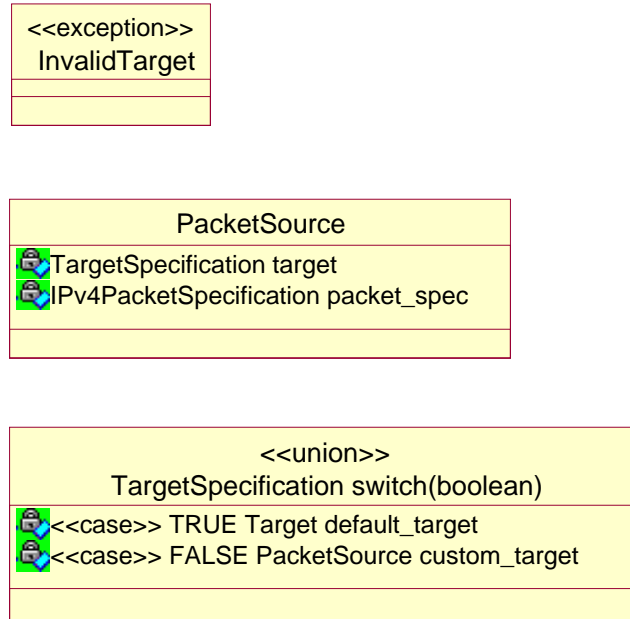 <<exception>>
InvalidTarget
PacketSource
TargetSpecification target
IPv4PacketSpecification packet_spec
<<union>>
TargetSpecification switch(boolean)
<<case>> TRUE Target default_target
<<case>> FALSE PacketSource custom_target